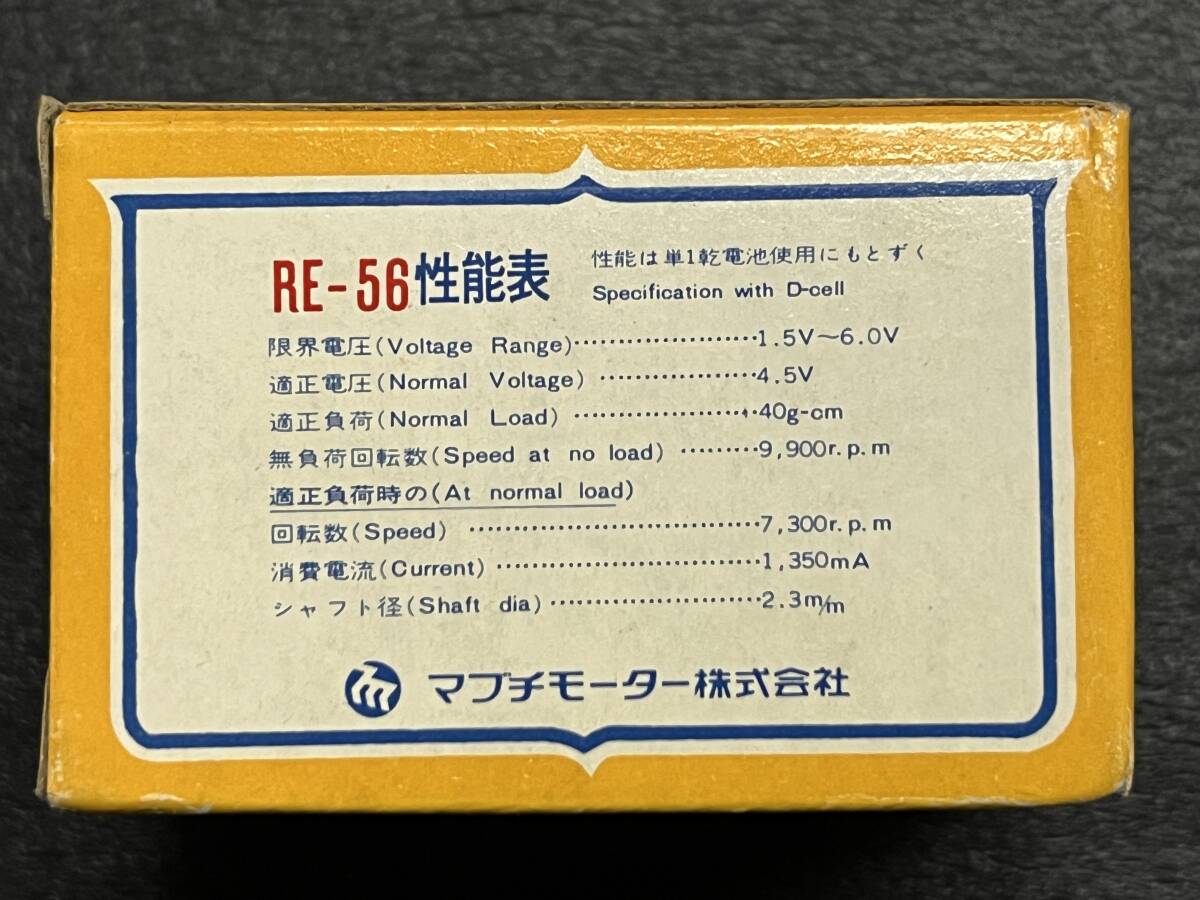 RE-56性能表
性能は単1乾電池使用にもとずく
Specification with D-cell
限界電圧(Voltage Range)····················1.5V～6.0V
適正電圧(Normal Voltage)·················4.5V
適正負荷(Normal Load)···················40g-cm
無負荷回転数(Speed at no load)·········9,900r.p.m
適正負荷時の(At normal load)
回転数(Speed)·····························7,300r.p.m
消費電流(Current)··························1,350mA
シャフト径(Shaft dia)·····················2.3m/m
マブチモーター株式会社